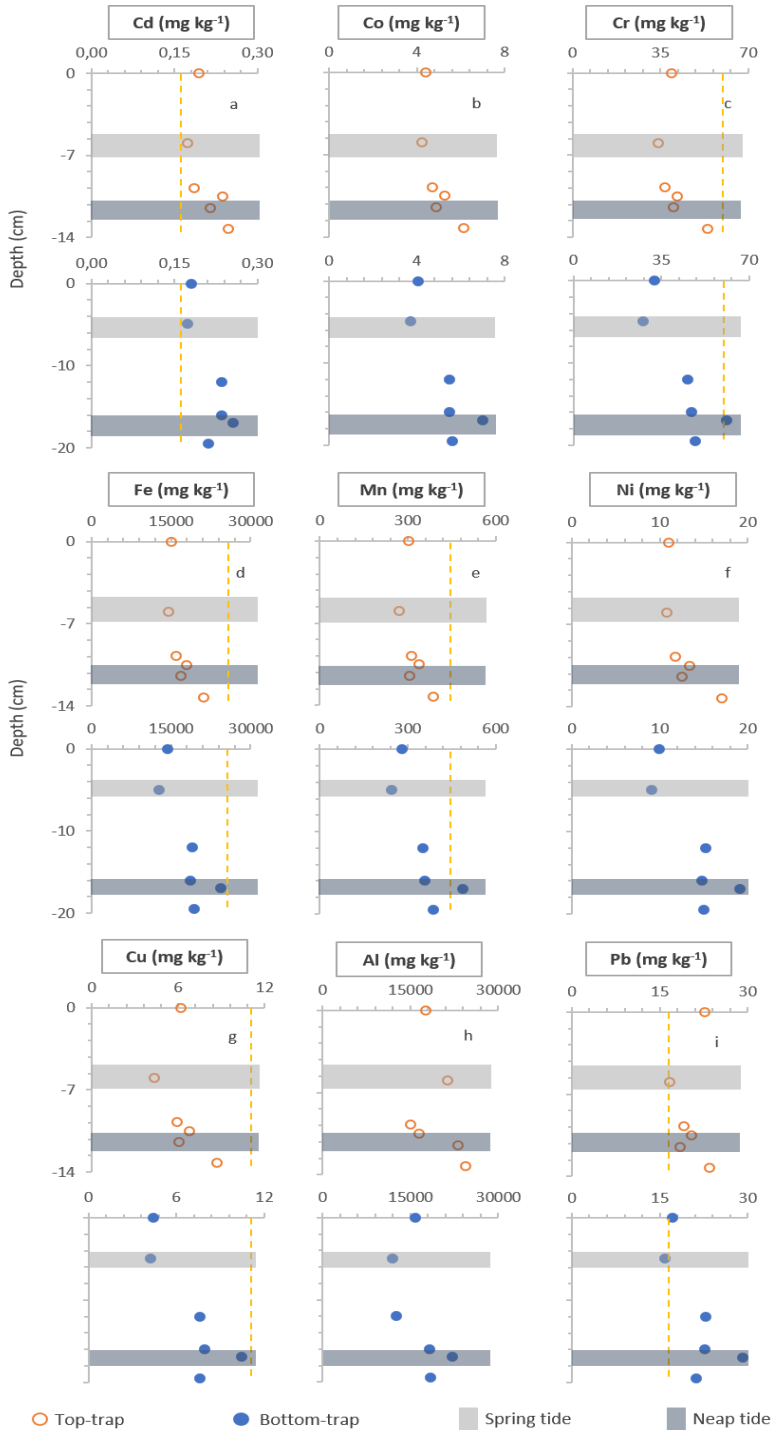 Cd (mg kg⁻¹) Co (mg kg⁻¹) Cr (mg kg⁻¹)
0,00 0,15 0,30 0 4 8 0 35 70
0
a b c
-7
-14
0,00 0,15 0,30 0 4 8 0 35 70
0
-10
-20
Depth (cm)
Fe (mg kg⁻¹) Mn (mg kg⁻¹) Ni (mg kg⁻¹)
0 15000 30000 0 300 600 0 10 20
0
d e f
-7
-14
0 15000 30000 0 300 600 0 10 20
0
-10
-20
Depth (cm)
Cu (mg kg⁻¹) Al (mg kg⁻¹) Pb (mg kg⁻¹)
0 6 12 0 15000 30000 0 15 30
0
g h i
-7
-14
0 6 12 0 15000 30000 0 15 30
Top-trap Bottom-trap Spring tide Neap tide